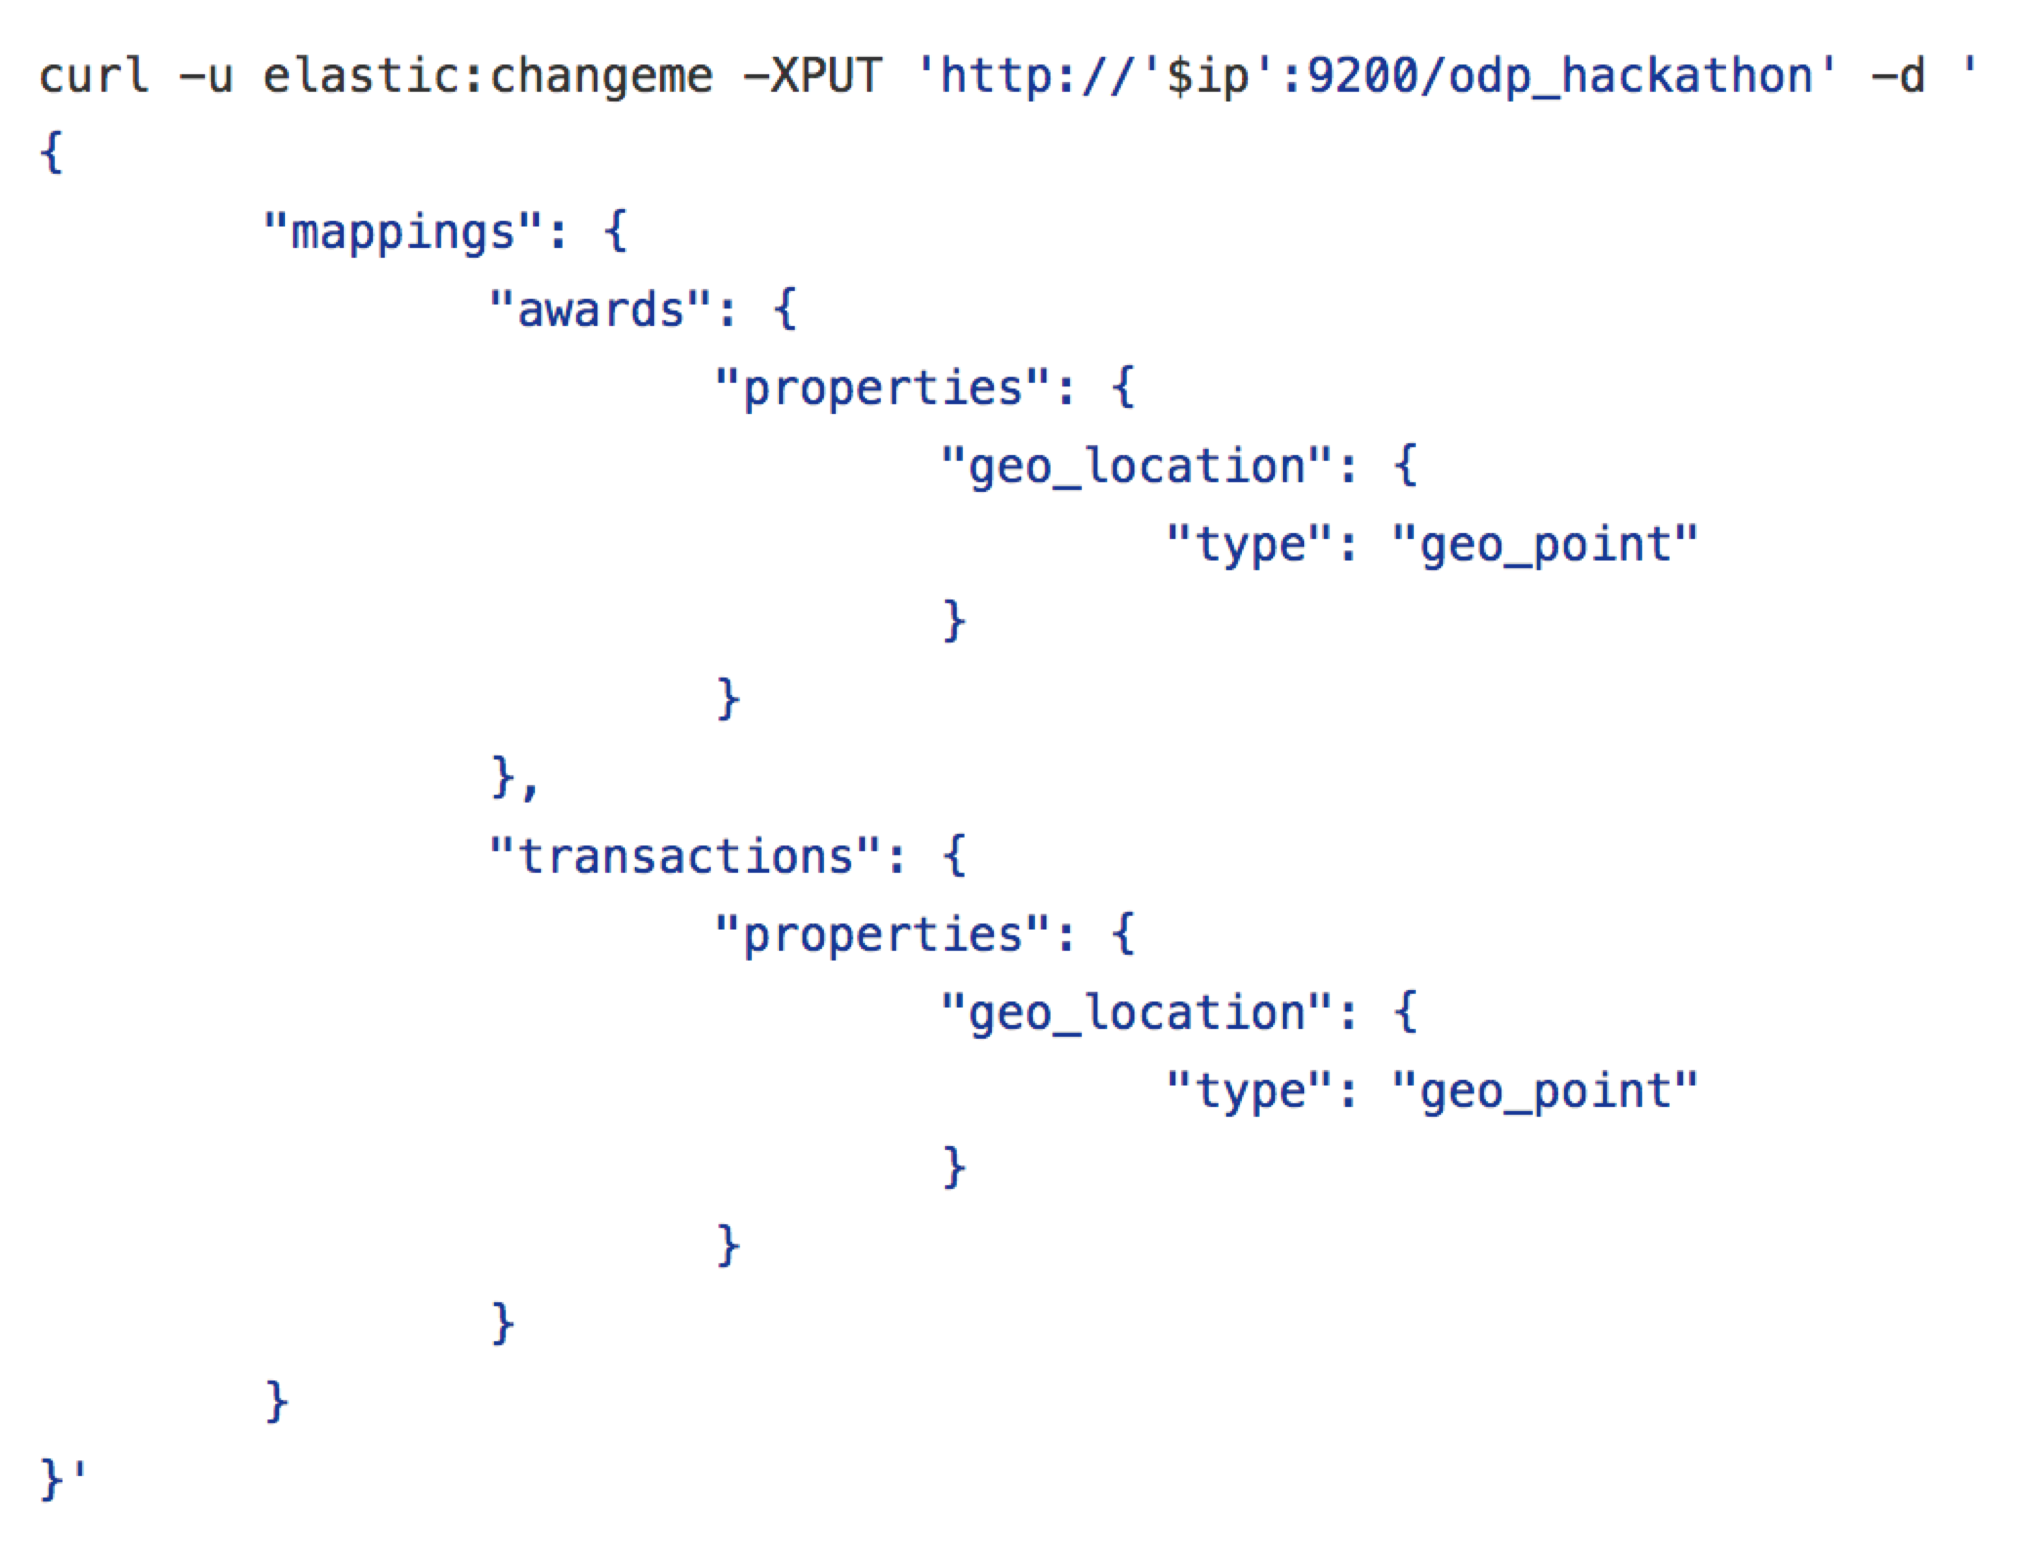 curl -u elastic:changeme -XPUT 'http://'$ip':9200/odp_hackathon' -d '
{
        "mappings": {
                "awards": {
                        "properties": {
                                "geo_location": {
                                        "type": "geo_point"
                                }
                        }
                },
                "transactions": {
                        "properties": {
                                "geo_location": {
                                        "type": "geo_point"
                                }
                        }
                }
        }
}'